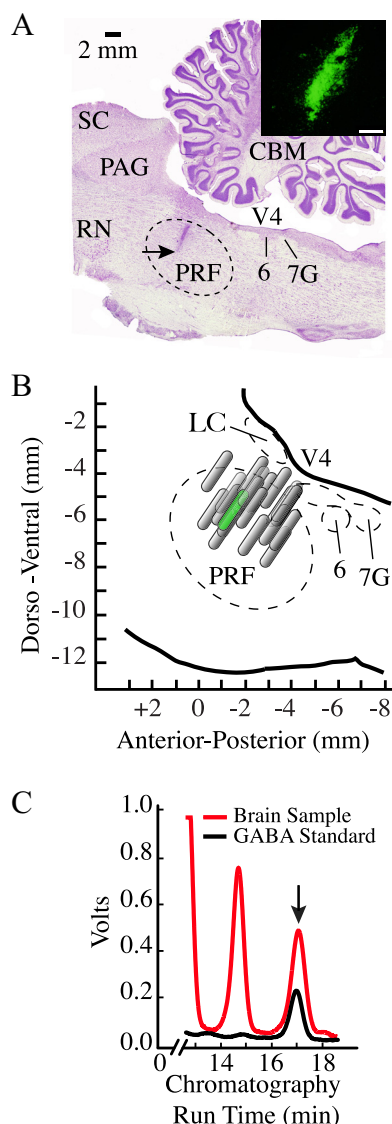 A
2 mm
SC
CBM
PAG
V4
RN
PRF
6
7G
B
LC
V4
PRF
6
7G
-2
-4
-6
-8
-10
-12
Dorso-Ventral (mm)
+2 0 -2 -4 -6 -8
Anterior-Posterior (mm)
C
Brain Sample
GABA Standard
1.0
0.8
0.6
0.4
0.2
0.0
Volts
0 14 16 18
Chromatography
Run Time (min)